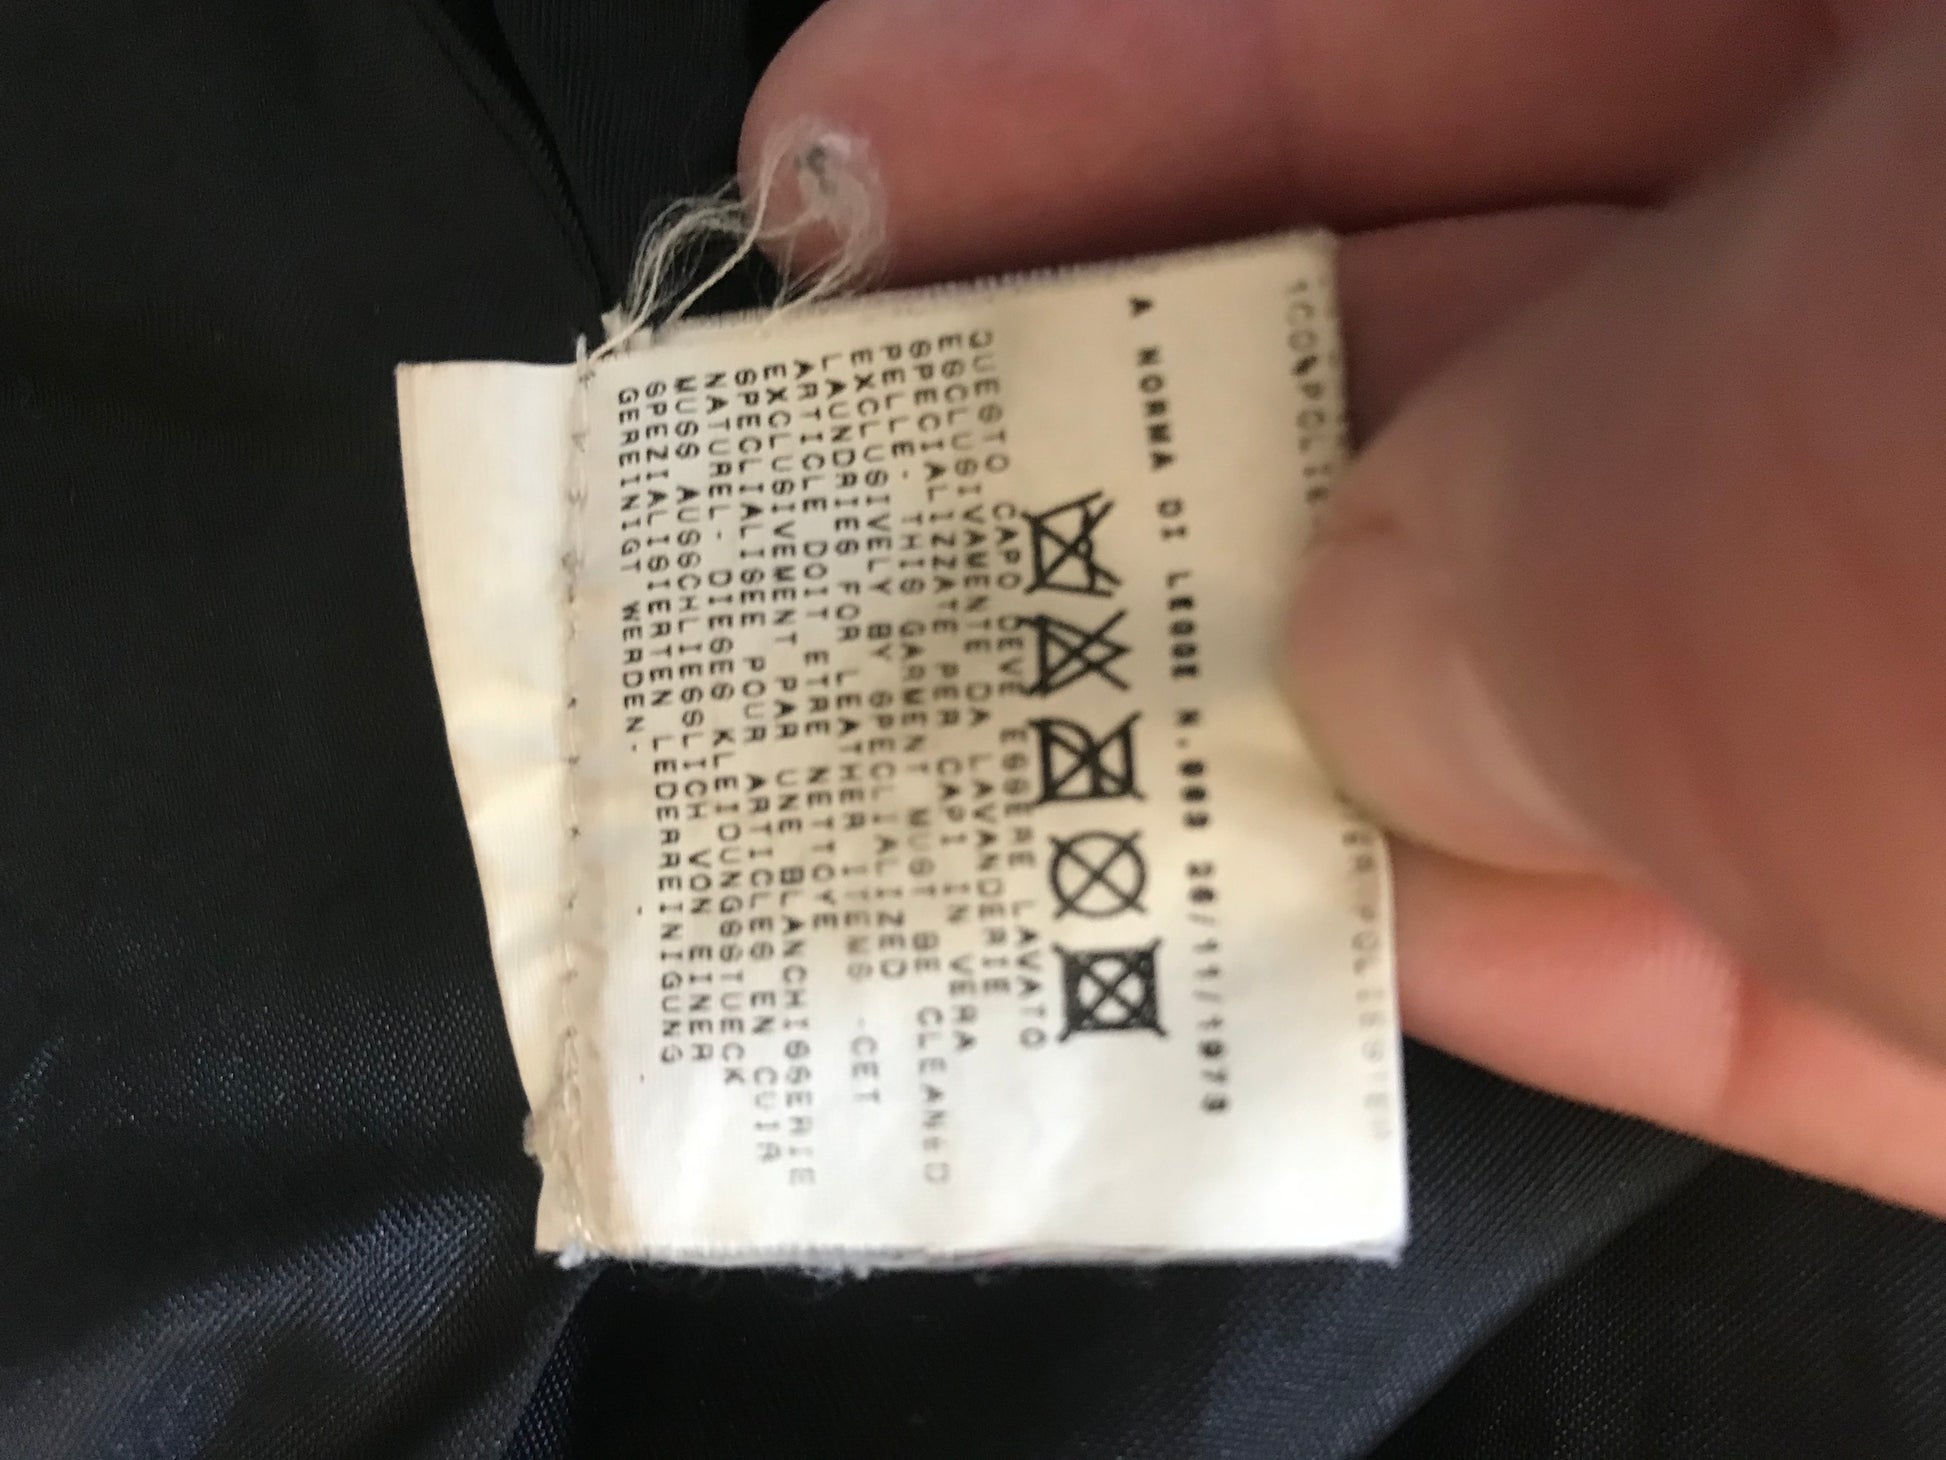 A NORMA DI LEGGE N.883 26/11/1973
QUESTO CAPO DEVE ESSERE LAVATO
ESCLUSIVAMENTE DA LAVANDERIE
SPECIALIZZATE PER CAPI IN VERA
PELLE. THIS GARMENT MUST BE CLEANED
EXCLUSIVELY BY SPECIALIZED
LAUNDRIES FOR LEATHER ITEMS .CET
ARTICLE DOIT ETRE NETTOYE
EXCLUSIVEMENT PAR UNE BLANCHISSERIE
SPECIALISEE POUR ARTICLES EN CUIR
NATUREL. DIESES KLEIDUNGSSTUECK
MUSS AUSSCHLIESSLICH VON EINER
SPEZIALISIERTEN LEDERREINIGUNG
GEREINIGT WERDEN.